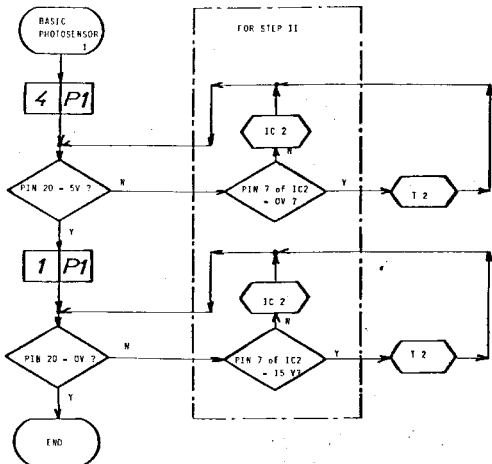 BASIC
PHOTOSENSOR
1
FOR STEP II
4 P1
IC 2
N
PIN 20 = 5V ?
N
PIN 7 of IC2
= 0V ?
Y
T 2
Y
1 P1
IC 2
N
PIN 20 = 0V ?
N
PIN 7 of IC2
= 15 V?
Y
T 2
Y
END